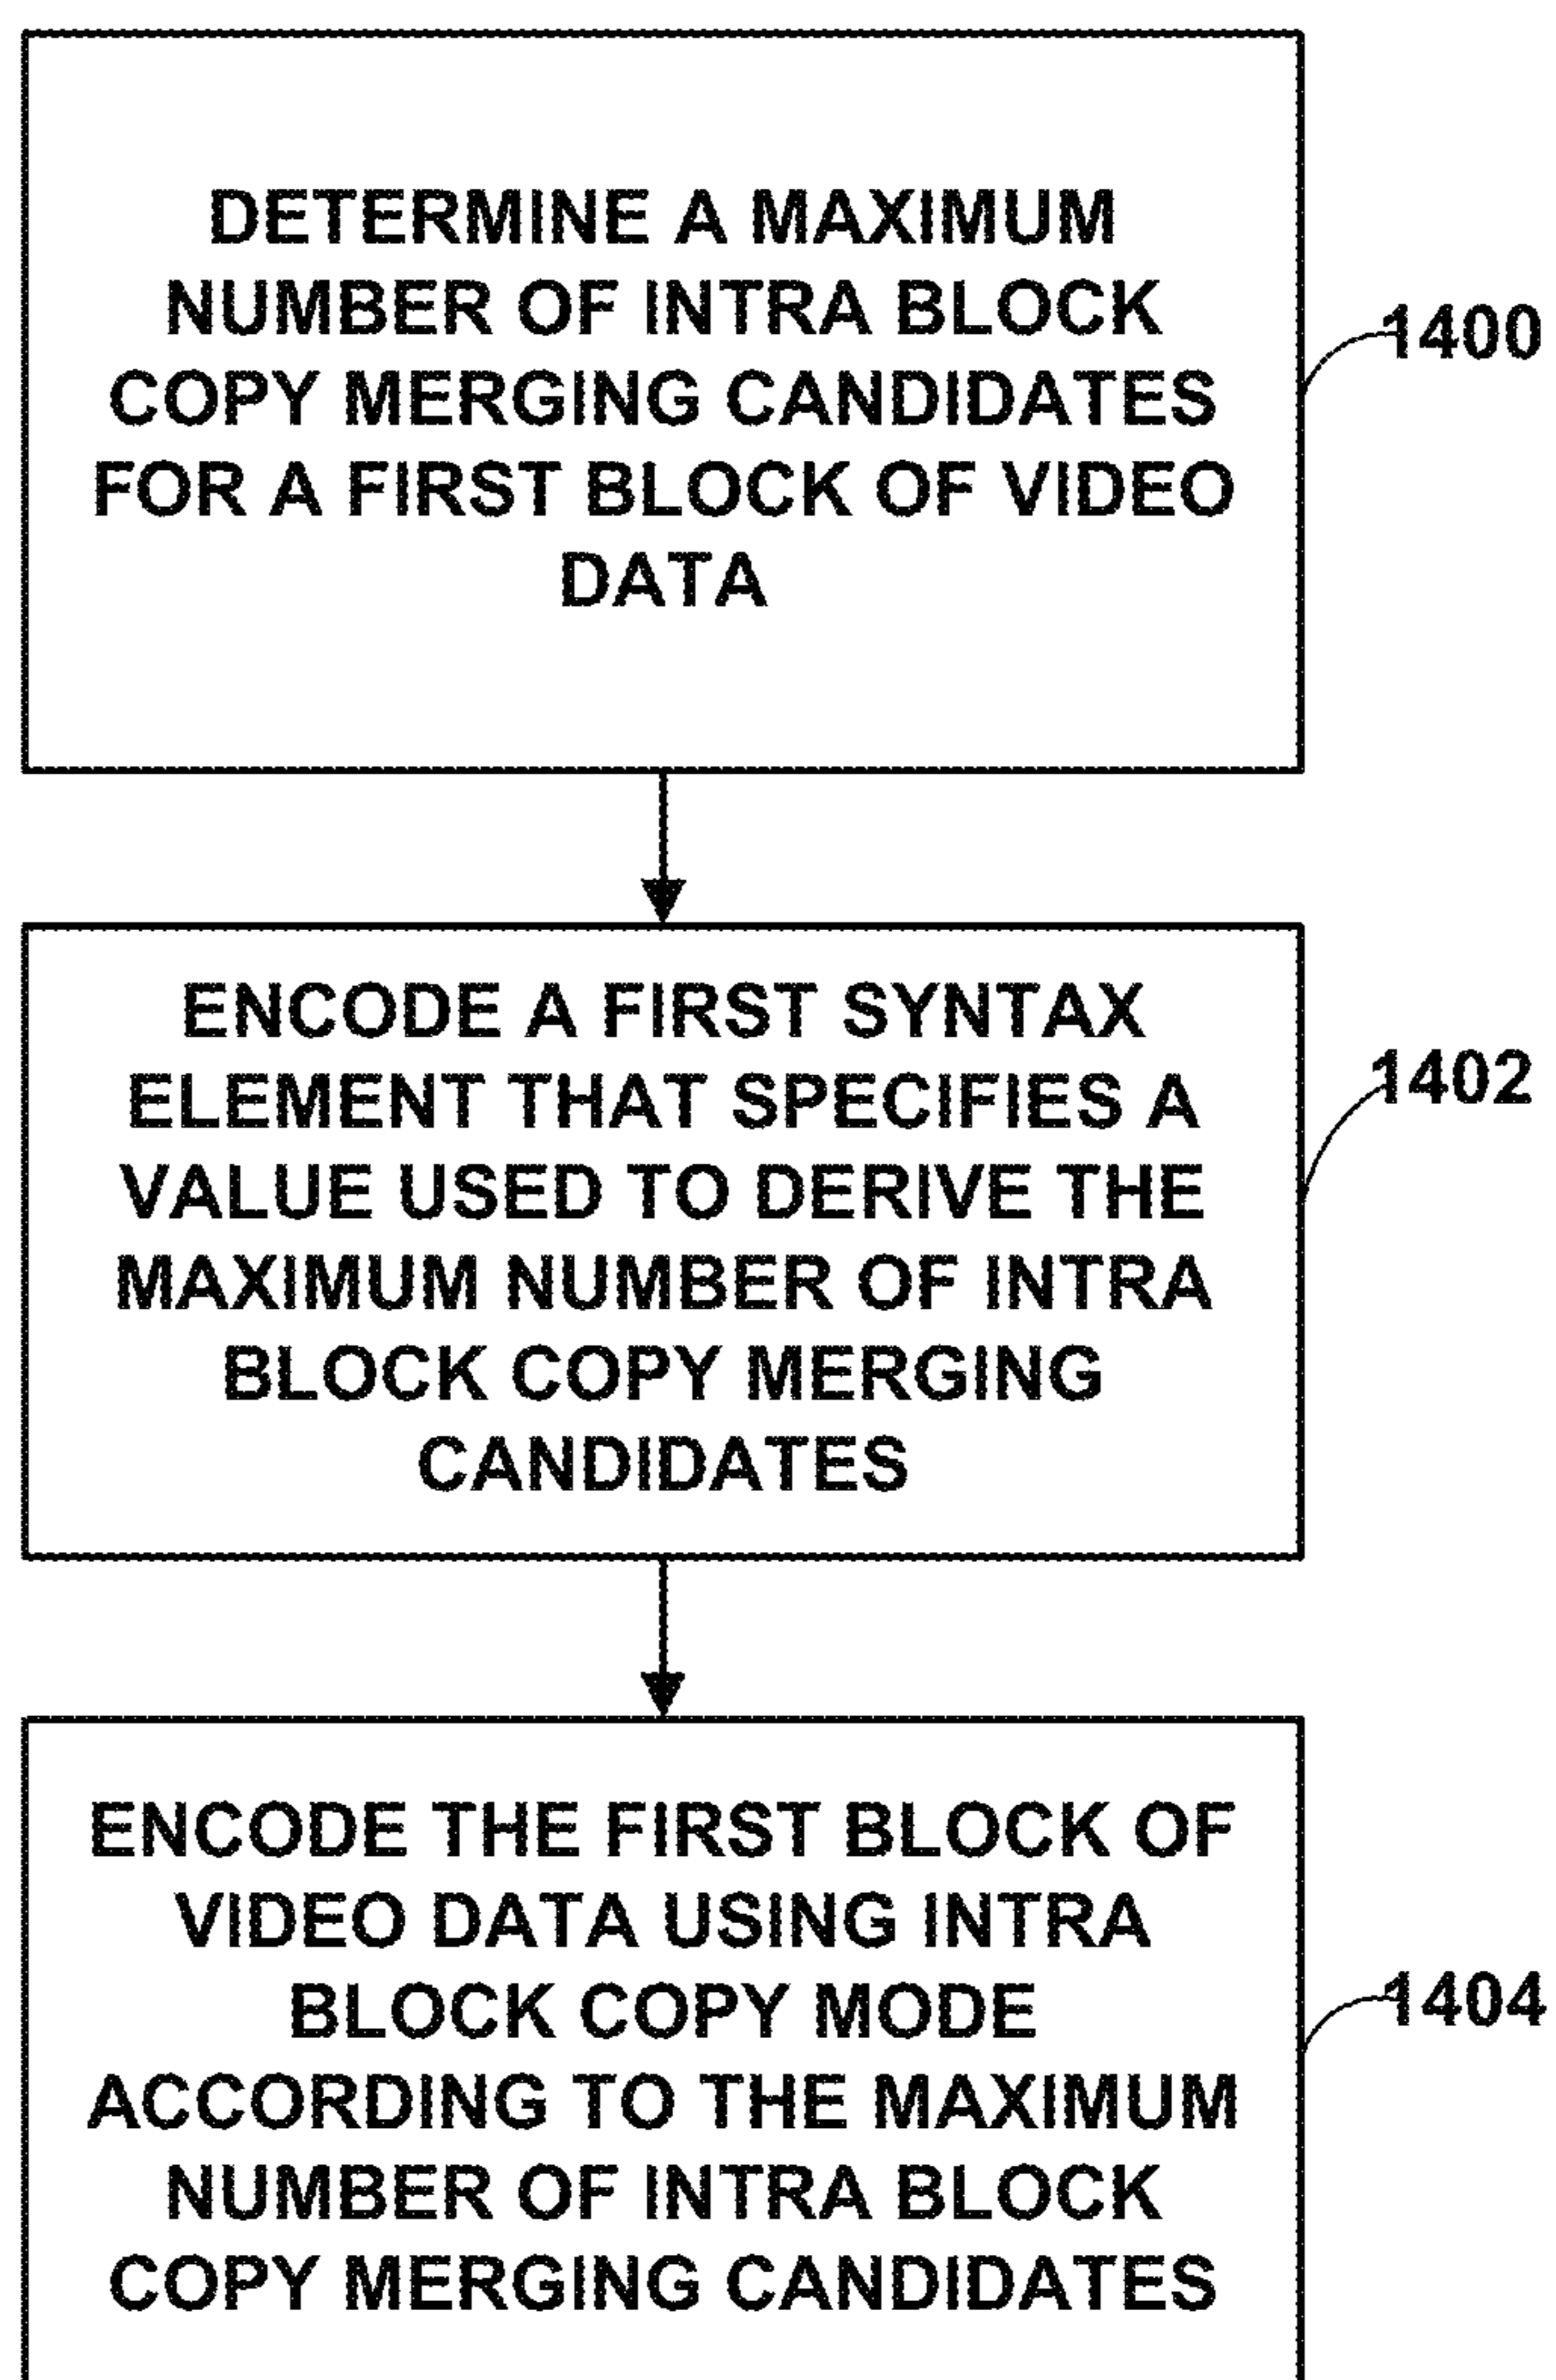 DETERMINE A MAXIMUM
NUMBER OF INTRA BLOCK
COPY MERGING CANDIDATES
FOR A FIRST BLOCK OF VIDEO
DATA
1400
ENCODE A FIRST SYNTAX
ELEMENT THAT SPECIFIES A
VALUE USED TO DERIVE THE
MAXIMUM NUMBER OF INTRA
BLOCK COPY MERGING
CANDIDATES
1402
ENCODE THE FIRST BLOCK OF
VIDEO DATA USING INTRA
BLOCK COPY MODE
ACCORDING TO THE MAXIMUM
NUMBER OF INTRA BLOCK
COPY MERGING CANDIDATES
1404